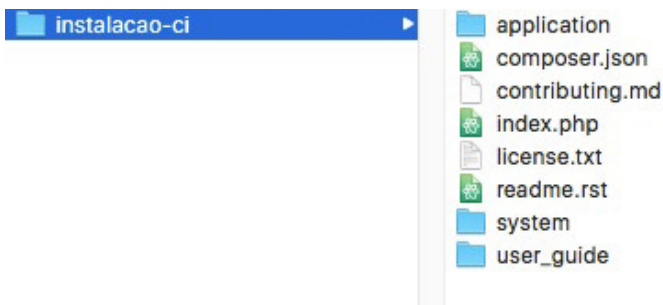 instalacao-ci
application
composer.json
contributing.md
index.php
license.txt
readme.rst
system
user_guide